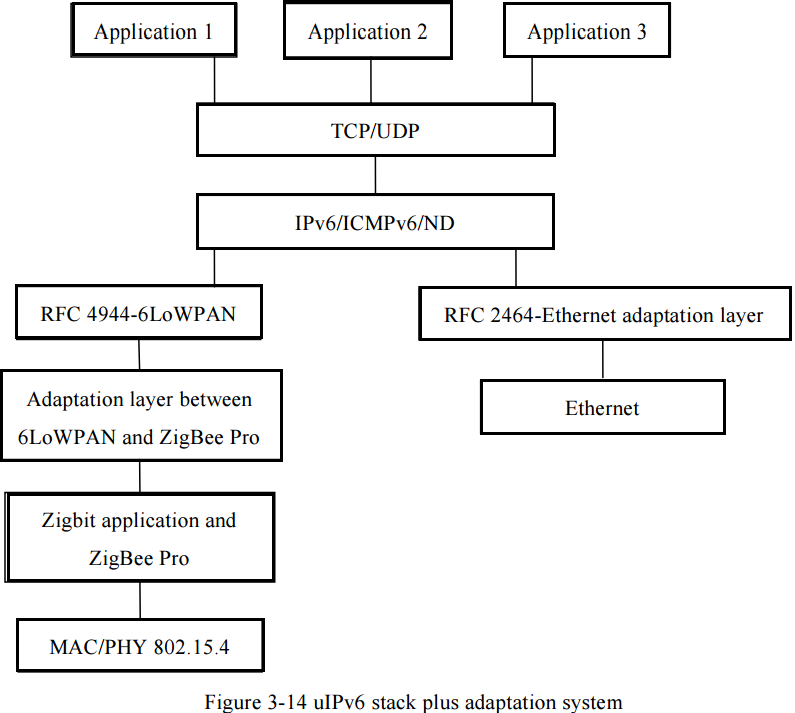 Application 1
Application 2
Application 3
TCP/UDP
IPv6/ICMPv6/ND
RFC 4944-6LoWPAN
RFC 2464-Ethernet adaptation layer
Adaptation layer between
6LoWPAN and ZigBee Pro
Ethernet
Zigbit application and
ZigBee Pro
MAC/PHY 802.15.4
Figure 3-14 uIPv6 stack plus adaptation system